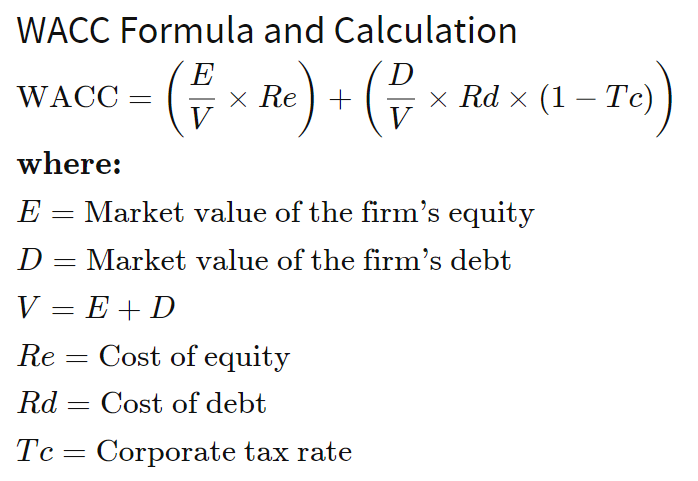 WACC Formula and Calculation
WACC = (E/V × Re) + (D/V × Rd × (1 − Tc))
where:
E = Market value of the firm’s equity
D = Market value of the firm’s debt
V = E + D
Re = Cost of equity
Rd = Cost of debt
Tc = Corporate tax rate